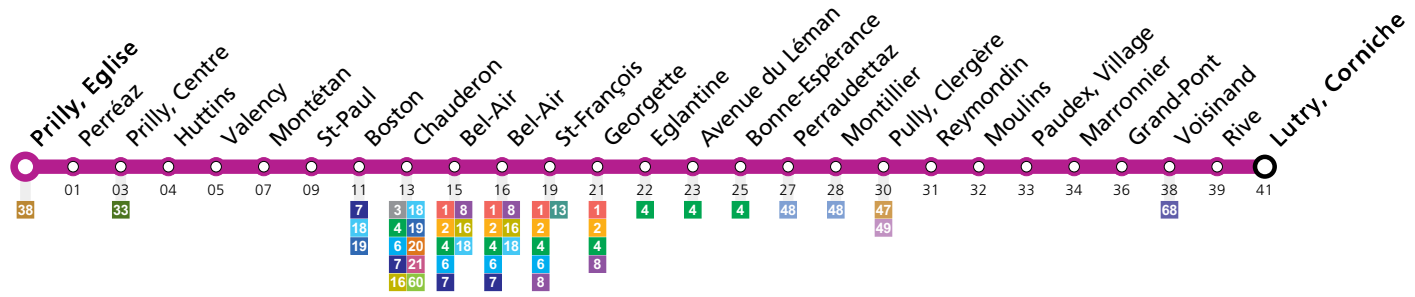 Prilly, Eglise
Perréaz
Prilly, Centre
Huttins
Valency
Montétan
St-Paul
Boston
Chauderon
Bel-Air
Bel-Air
St-François
Georgette
Eglantine
Avenue du Léman
Bonne-Espérance
Perraudettaz
Montillier
Pully, Clergère
Reymondin
Moulins
Paudex, Village
Marronnier
Grand-Pont
Voisinand
Rive
Lutry, Corniche
01 03 04 05 07 09 11 13 15 16 19 21 22 23 25 27 28 30 31 32 33 34 36 38 39 41
38 33 7 3 18 1 8 1 8 1 13 1 4 4 4 48 48 47 68
18 4 19 2 16 2 16 2 2 49
19 6 20 4 18 4 18 4 4
7 21 6 6 6 8
16 60 7 7 8